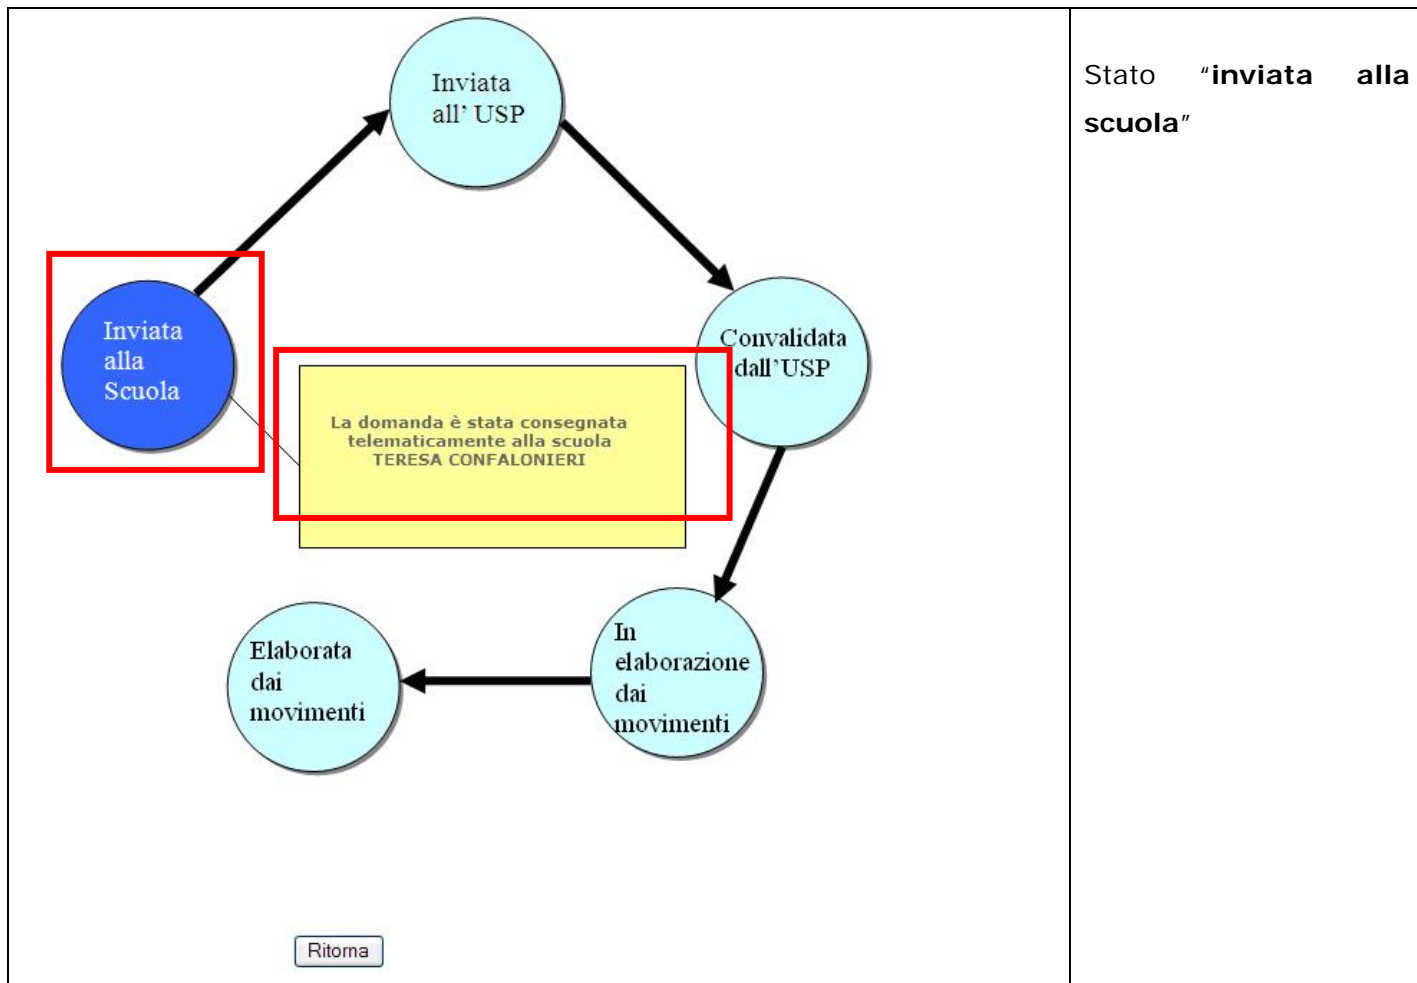 Inviata
all' USP
Inviata
alla
Scuola
Convalidata
dall'USP
La domanda è stata consegnata
telematicamente alla scuola
TERESA CONFALONIERI
In
elaborazione
dai
movimenti
Elaborata
dai
movimenti
Ritorna
Stato "inviata alla
scuola"